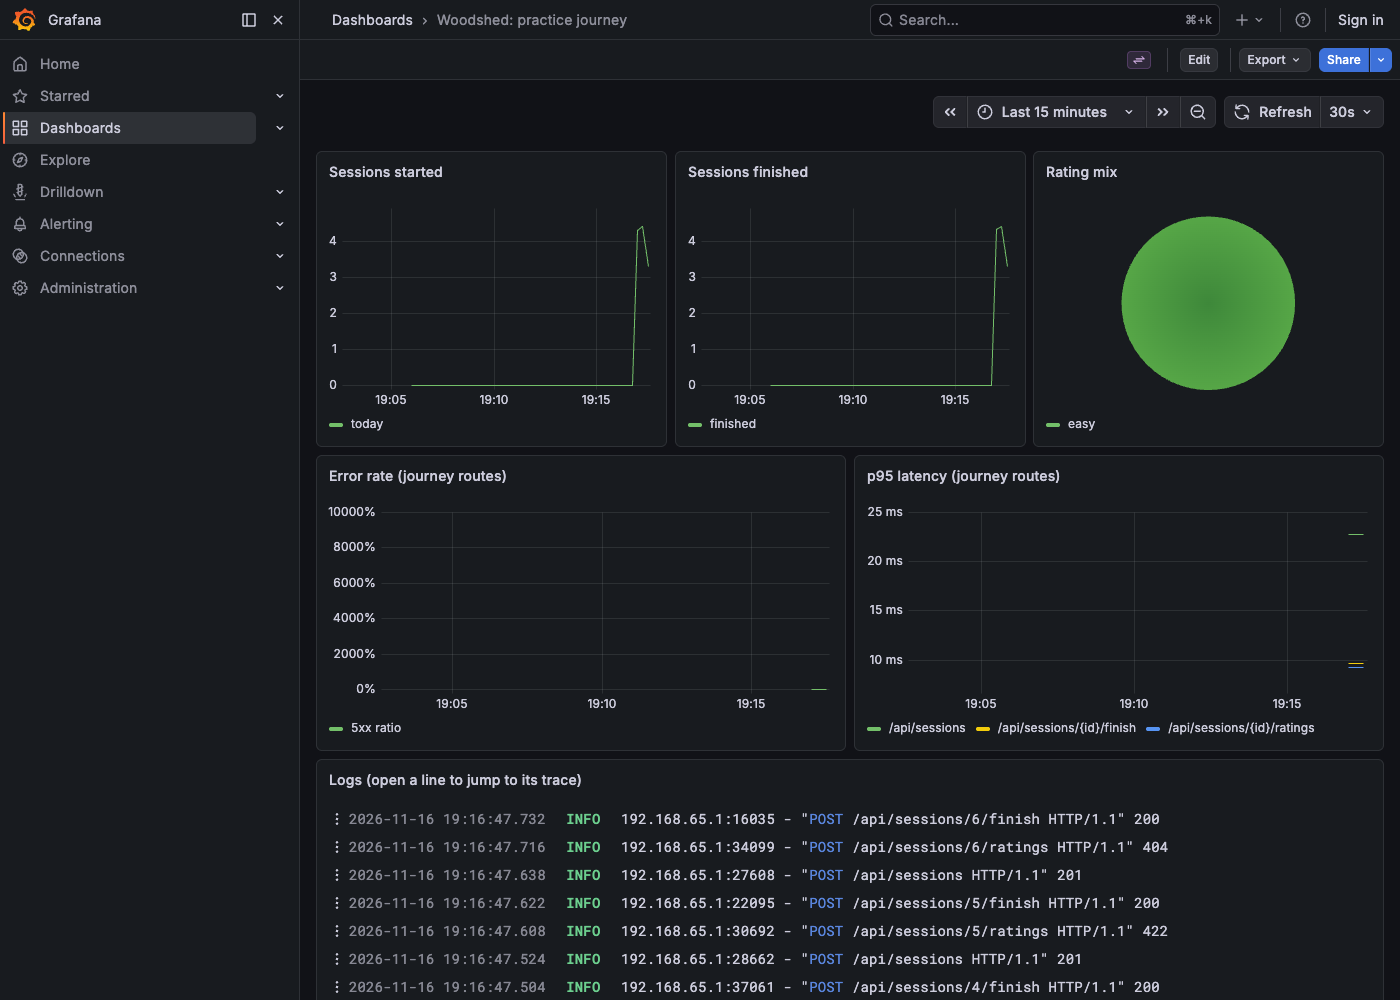 Grafana
Dashboards › Woodshed: practice journey
Search...
⌘+k
Sign in
Home
Starred
Dashboards
Explore
Drilldown
Alerting
Connections
Administration
Edit
Export
Share
Last 15 minutes
Refresh
30s
Sessions started
4
3
2
1
0
19:05
19:10
19:15
today
Sessions finished
4
3
2
1
0
19:05
19:10
19:15
finished
Rating mix
easy
Error rate (journey routes)
10000%
8000%
6000%
4000%
2000%
0%
19:05
19:10
19:15
5xx ratio
p95 latency (journey routes)
25 ms
20 ms
15 ms
10 ms
19:05
19:10
19:15
/api/sessions
/api/sessions/{id}/finish
/api/sessions/{id}/ratings
Logs (open a line to jump to its trace)
2026-11-16 19:16:47.732 INFO 192.168.65.1:16035 - "POST /api/sessions/6/finish HTTP/1.1" 200
2026-11-16 19:16:47.716 INFO 192.168.65.1:34099 - "POST /api/sessions/6/ratings HTTP/1.1" 404
2026-11-16 19:16:47.638 INFO 192.168.65.1:27608 - "POST /api/sessions HTTP/1.1" 201
2026-11-16 19:16:47.622 INFO 192.168.65.1:22095 - "POST /api/sessions/5/finish HTTP/1.1" 200
2026-11-16 19:16:47.608 INFO 192.168.65.1:30692 - "POST /api/sessions/5/ratings HTTP/1.1" 422
2026-11-16 19:16:47.524 INFO 192.168.65.1:28662 - "POST /api/sessions HTTP/1.1" 201
2026-11-16 19:16:47.504 INFO 192.168.65.1:37061 - "POST /api/sessions/4/finish HTTP/1.1" 200